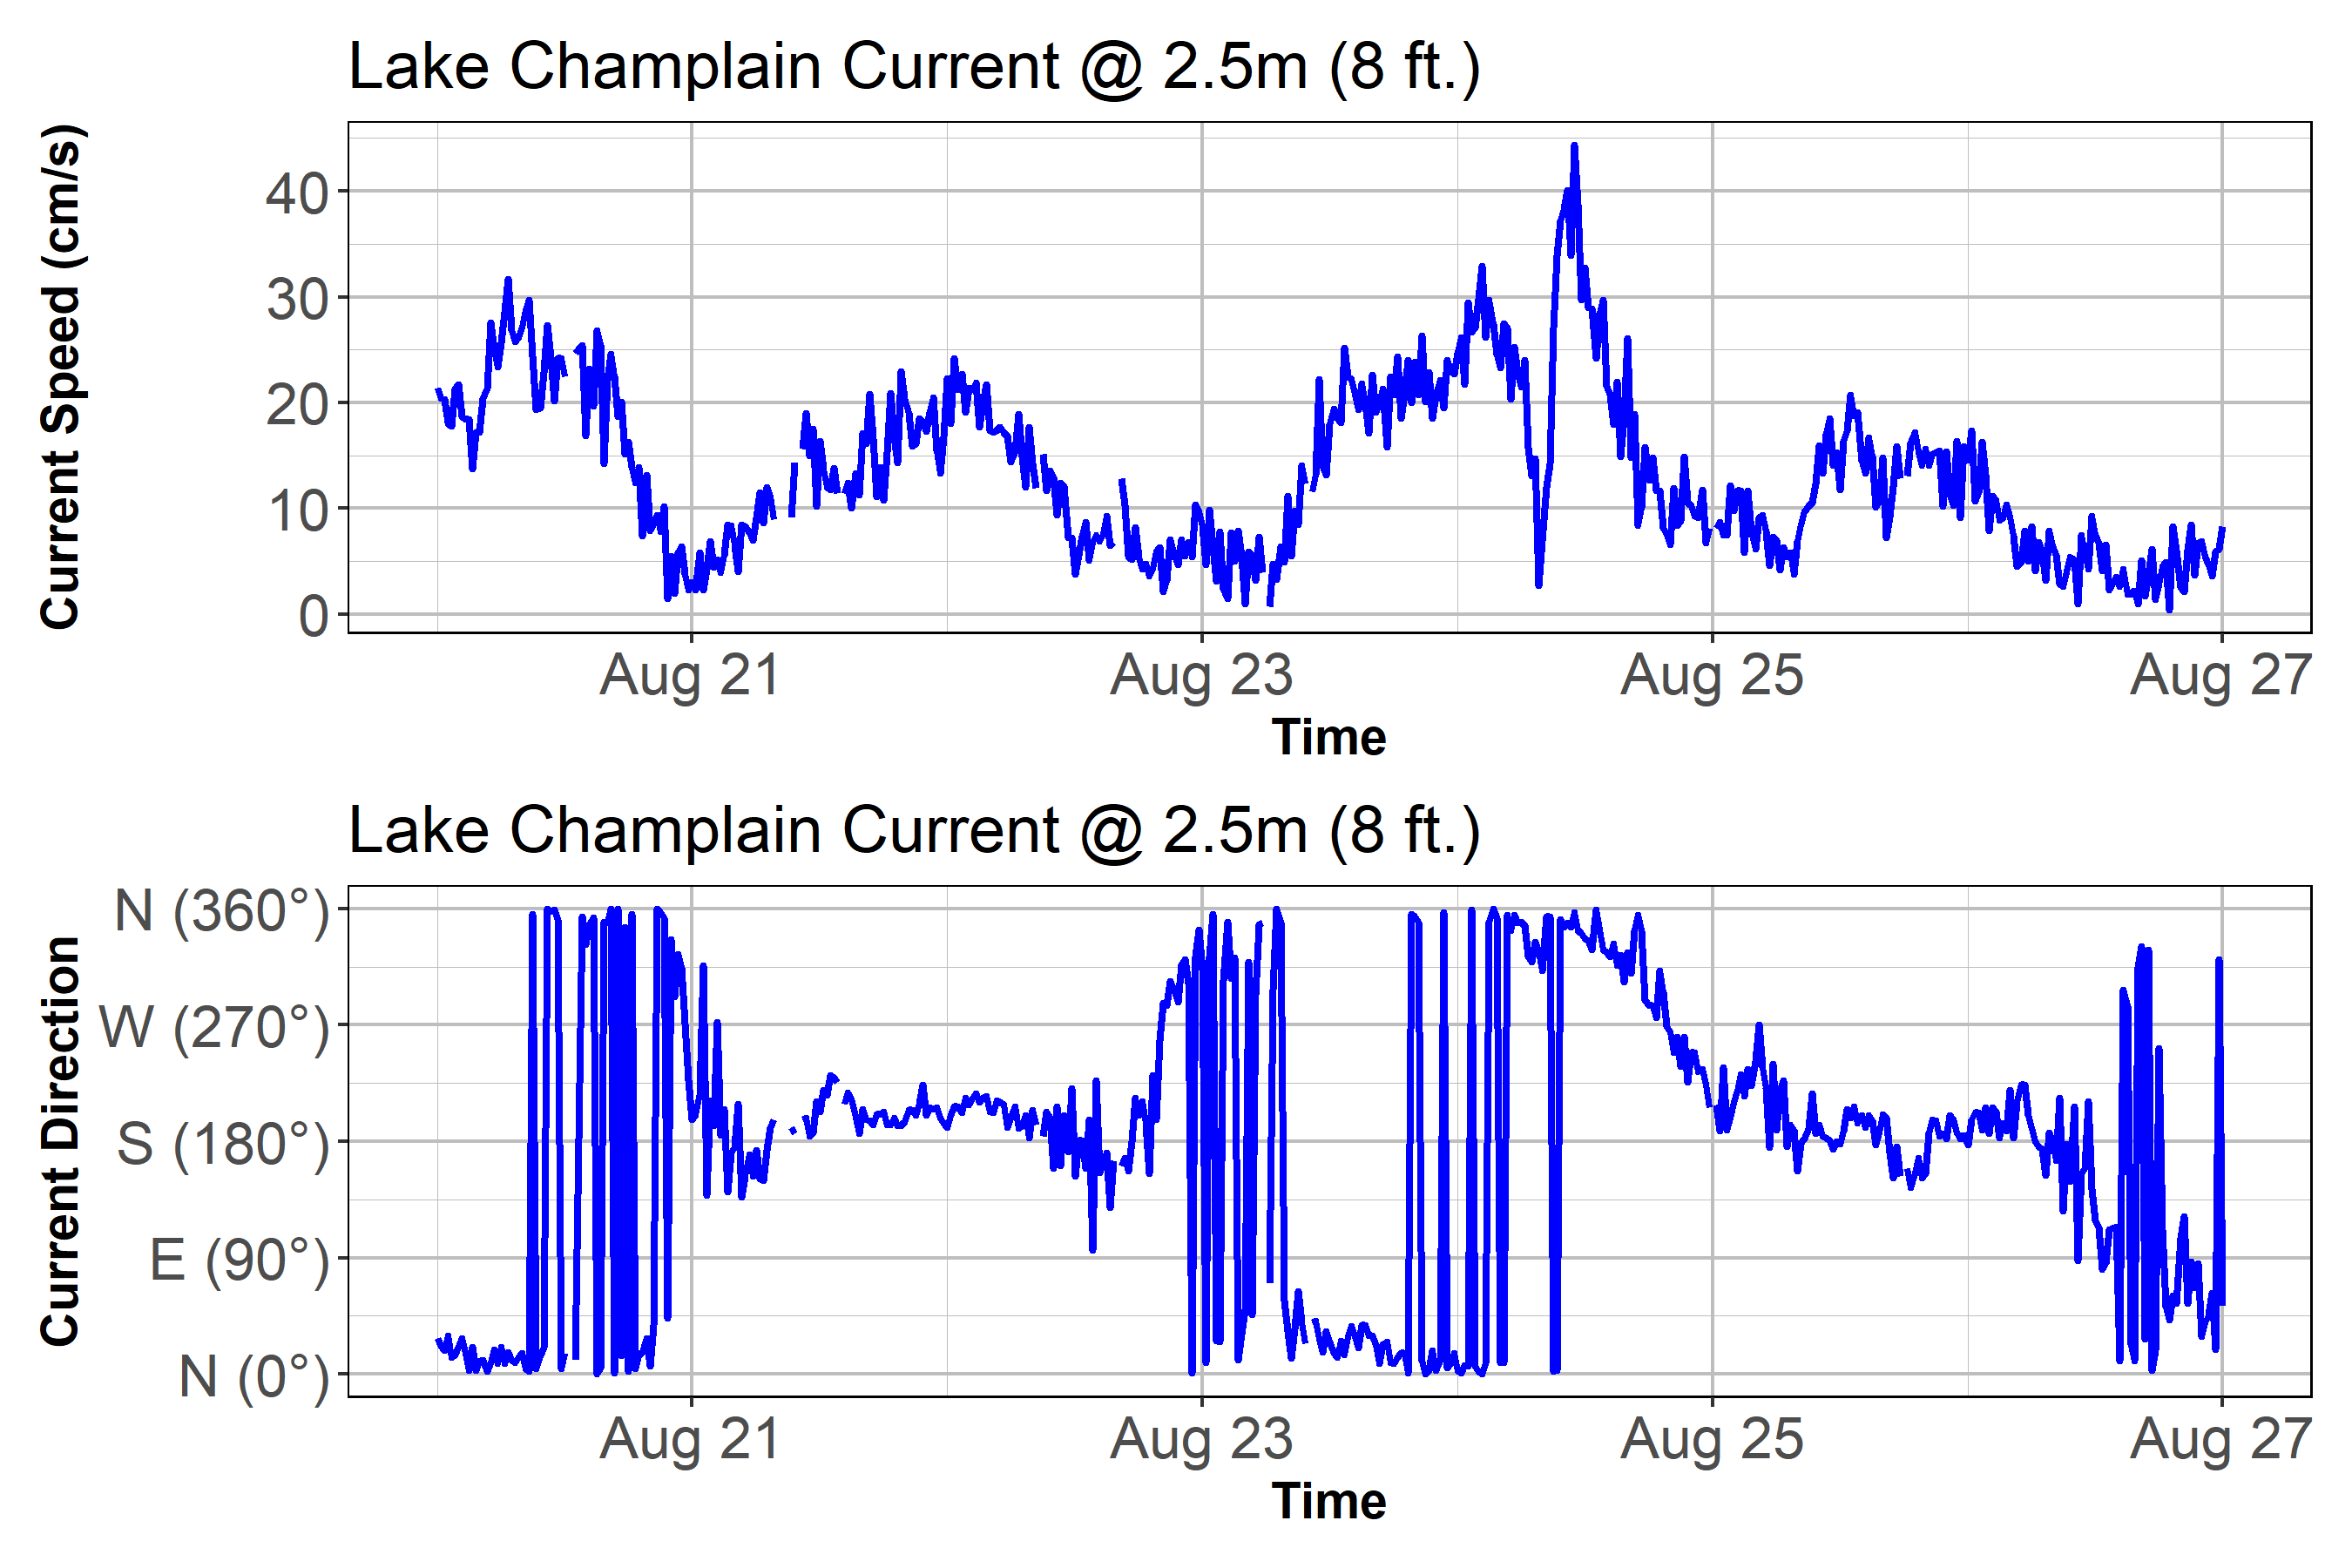 Lake Champlain Current @ 2.5m (8 ft.)
Current Speed (cm/s)
40
30
20
10
0
Aug 21 Aug 23 Aug 25 Aug 27
Time
Lake Champlain Current @ 2.5m (8 ft.)
Current Direction
N (360°)
W (270°)
S (180°)
E (90°)
N (0°)
Aug 21 Aug 23 Aug 25 Aug 27
Time